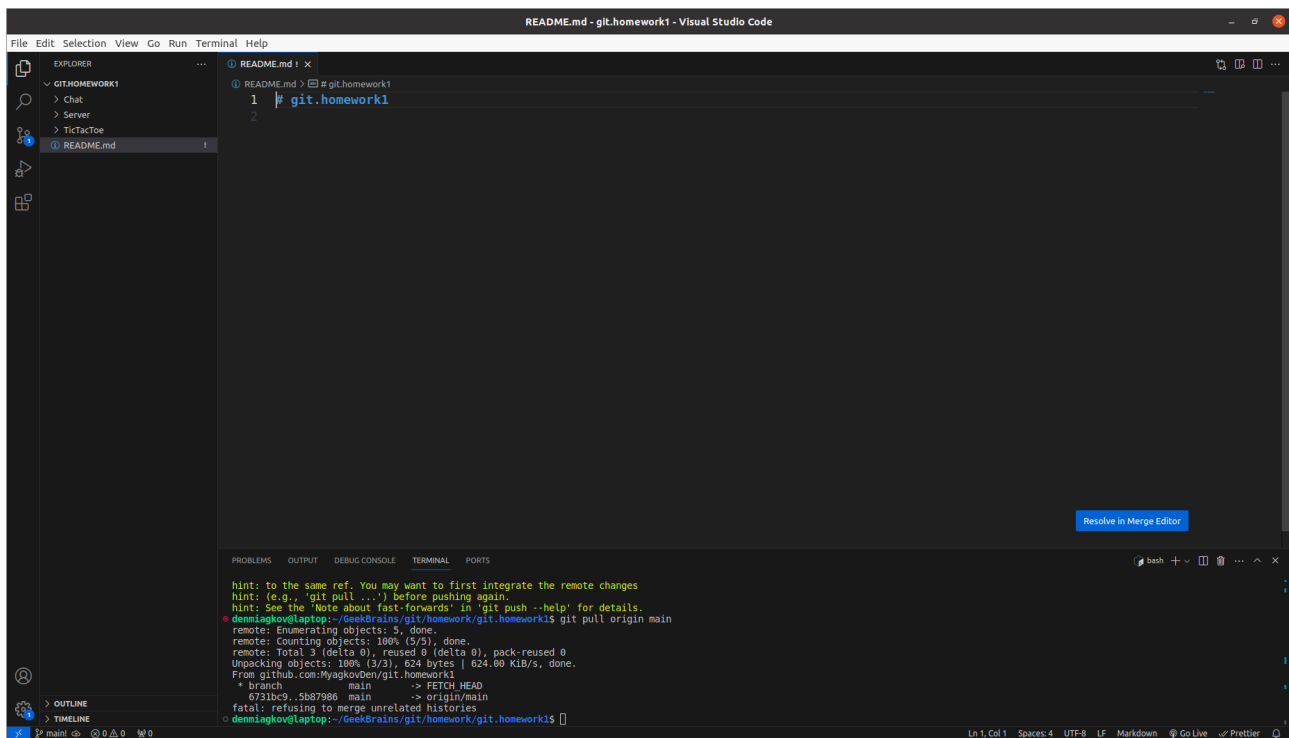 README.md - git.homework1 - Visual Studio Code
File Edit Selection View Go Run Terminal Help
EXPLORER
GIT.HOMEWORK1
Chat
Server
TicTacToe
README.md !
1
OUTLINE
TIMELINE
README.md !
README.md > # git.homework1
1 # git.homework1
2
Resolve in Merge Editor
PROBLEMS OUTPUT DEBUG CONSOLE TERMINAL PORTS
bash
hint: to the same ref. You may want to first integrate the remote changes
hint: (e.g., 'git pull ...') before pushing again.
hint: See the 'Note about fast-forwards' in 'git push --help' for details.
denmiagkov@laptop:~/GeekBrains/git/homework/git.homework1$ git pull origin main
remote: Enumerating objects: 5, done.
remote: Counting objects: 100% (5/5), done.
remote: Total 3 (delta 0), reused 0 (delta 0), pack-reused 0
Unpacking objects: 100% (3/3), 624 bytes | 624.00 KiB/s, done.
From github.com:MyagkovDen/git.homework1
* branch main -> FETCH_HEAD
6731bc9..5b87986 main -> origin/main
fatal: refusing to merge unrelated histories
denmiagkov@laptop:~/GeekBrains/git/homework/git.homework1$
1
main! 0 0 0 Ln 1, Col 1 Spaces: 4 UTF-8 LF Markdown Go Live Prettier